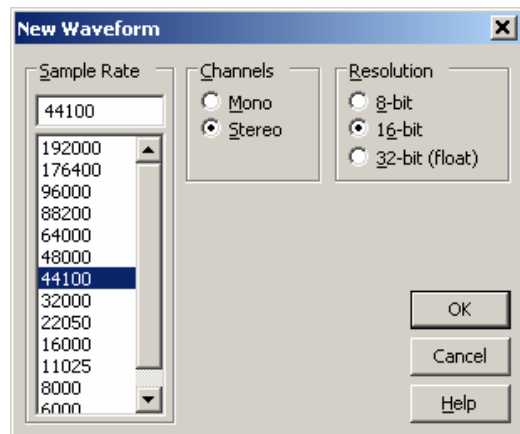 New Waveform
Sample Rate
44100
192000
176400
96000
88200
64000
48000
44100
32000
22050
16000
11025
8000
6000
Channels
Mono
Stereo
Resolution
8-bit
16-bit
32-bit (float)
OK
Cancel
Help